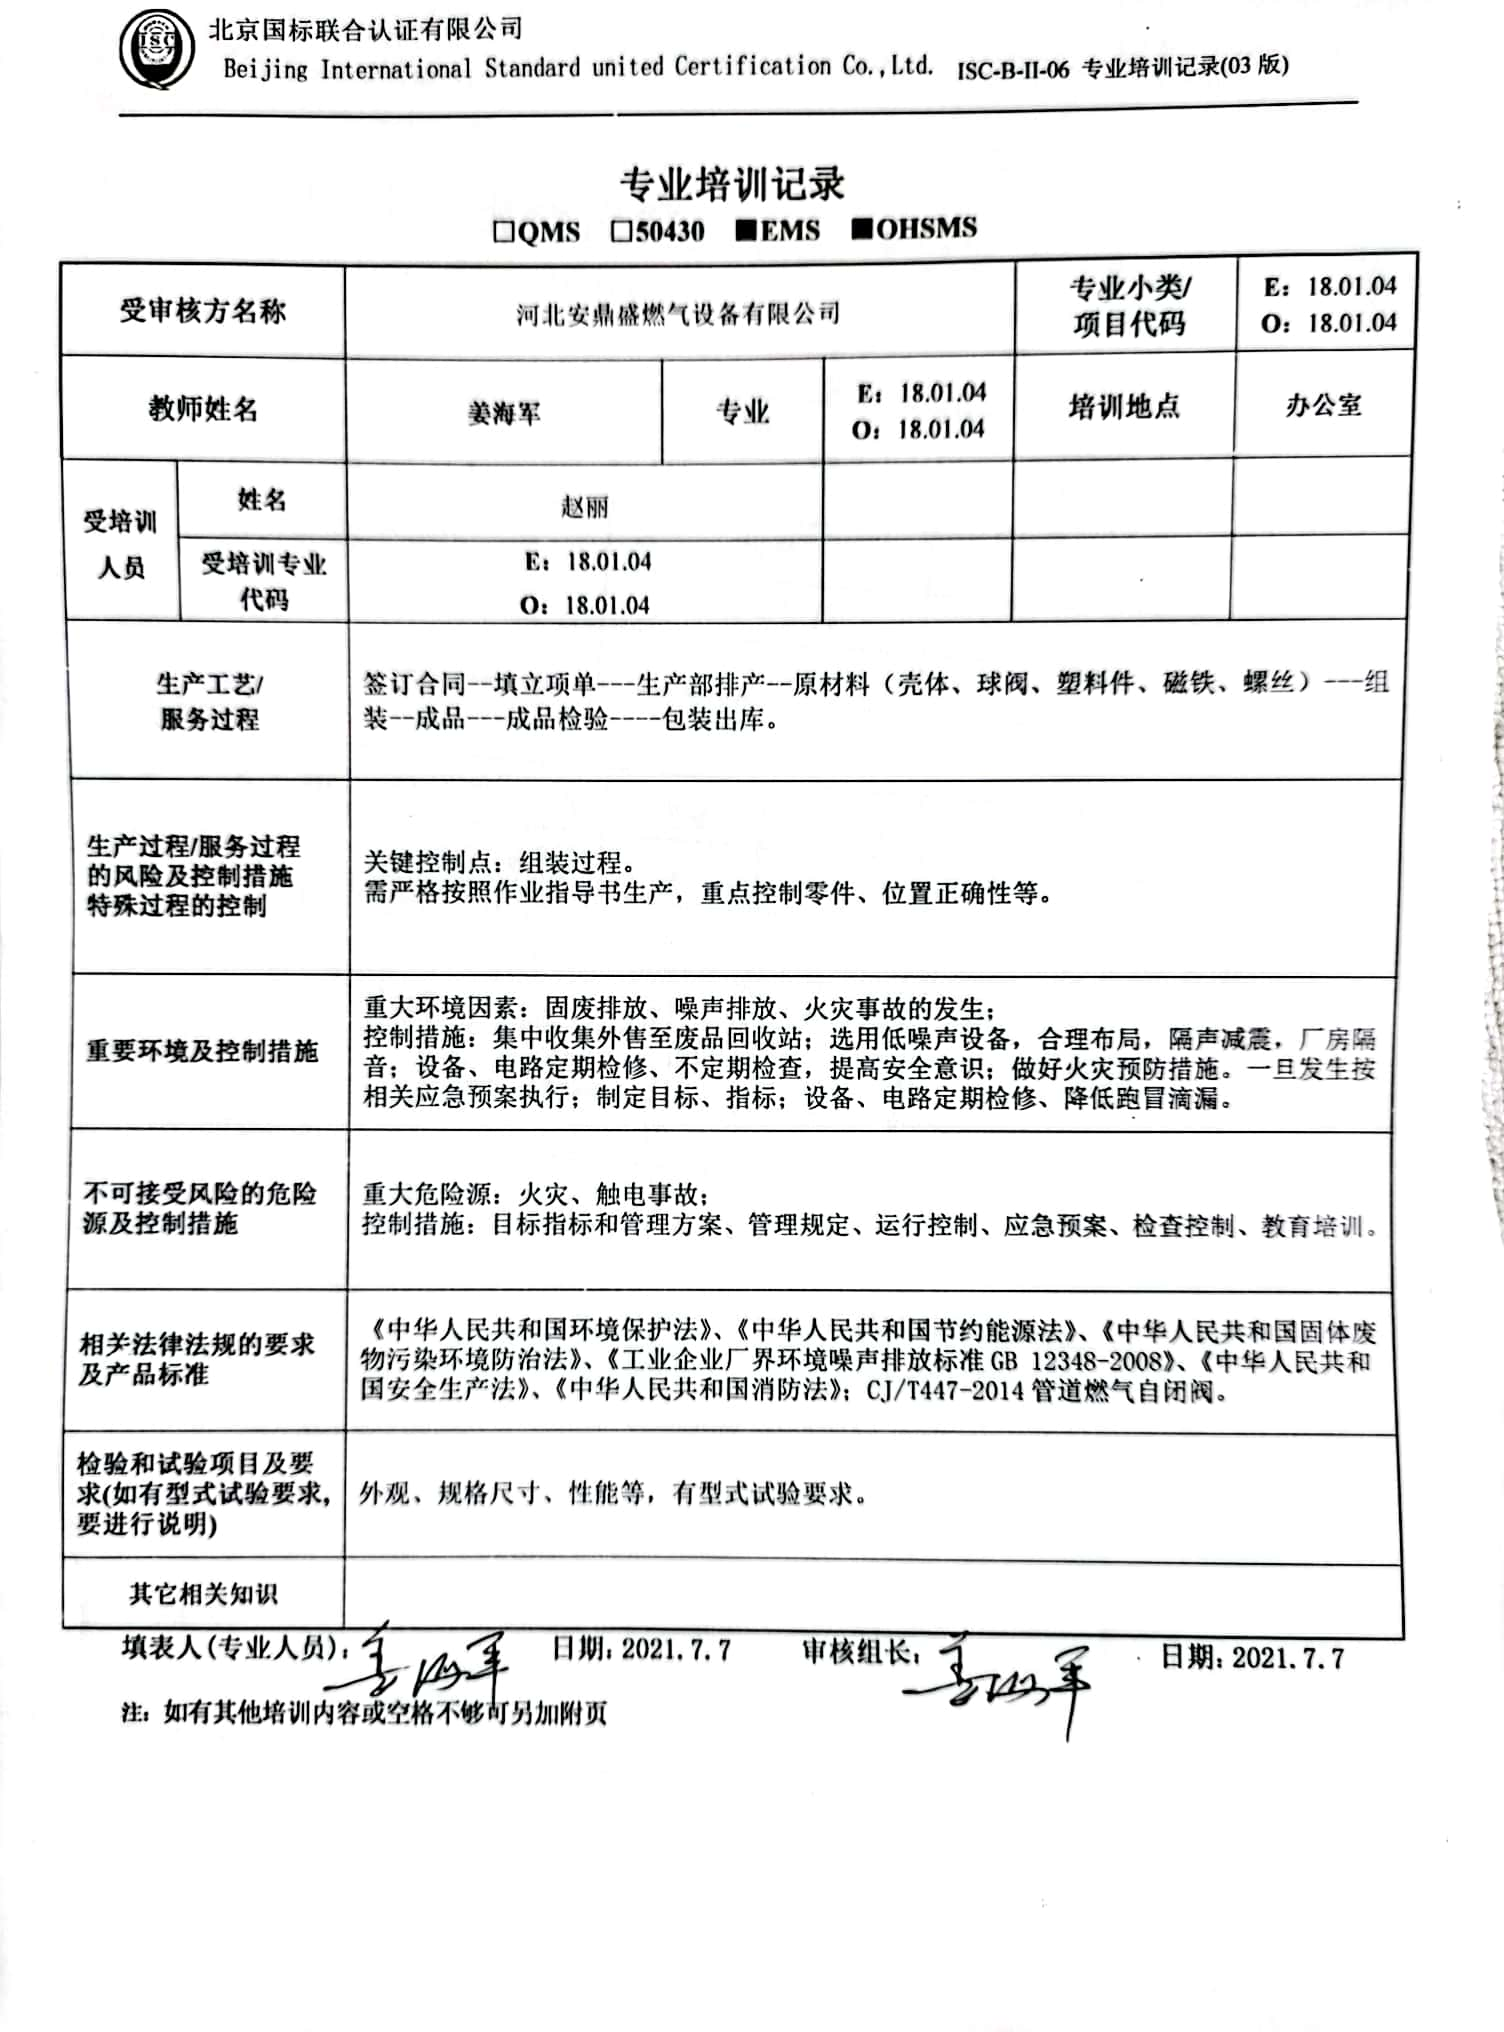 ISC
北京国标联合认证有限公司
Beijing International Standard united Certification Co.,Ltd. ISC-B-II-06 专业培训记录(03 版)
专业培训记录
□QMS □50430 ■EMS ■OHSMS
受审核方名称
河北安鼎盛燃气设备有限公司
专业小类/
项目代码
E: 18.01.04
O: 18.01.04
教师姓名
姜海军
专业
E: 18.01.04
O: 18.01.04
培训地点
办公室
受培训
人员
姓名
赵丽
受培训专业
代码
E: 18.01.04
O: 18.01.04
生产工艺/
服务过程
签订合同--填立项单---生产部排产--原材料（壳体、球阀、塑料件、磁铁、螺丝）---组
装--成品---成品检验----包装出库。
生产过程/服务过程
的风险及控制措施
特殊过程的控制
关键控制点：组装过程。
需严格按照作业指导书生产，重点控制零件、位置正确性等。
重要环境及控制措施
重大环境因素：固废排放、噪声排放、火灾事故的发生；
控制措施：集中收集外售至废品回收站；选用低噪声设备，合理布局，隔声减震，厂房隔
音；设备、电路定期检修、不定期检查，提高安全意识；做好火灾预防措施。一旦发生按
相关应急预案执行；制定目标、指标；设备、电路定期检修、降低跑冒滴漏。
不可接受风险的危险
源及控制措施
重大危险源：火灾、触电事故；
控制措施：目标指标和管理方案、管理规定、运行控制、应急预案、检查控制、教育培训。
相关法律法规的要求
及产品标准
《中华人民共和国环境保护法》、《中华人民共和国节约能源法》、《中华人民共和国固体废
物污染环境防治法》、《工业企业厂界环境噪声排放标准 GB 12348-2008》、《中华人民共和
国安全生产法》、《中华人民共和国消防法》；CJ/T447-2014 管道燃气自闭阀。
检验和试验项目及要
求(如有型式试验要求,
要进行说明)
外观、规格尺寸、性能等，有型式试验要求。
其它相关知识
填表人(专业人员)：姜海军 日期: 2021.7.7 审核组长：姜海军 日期: 2021.7.7
注：如有其他培训内容或空格不够可另加附页